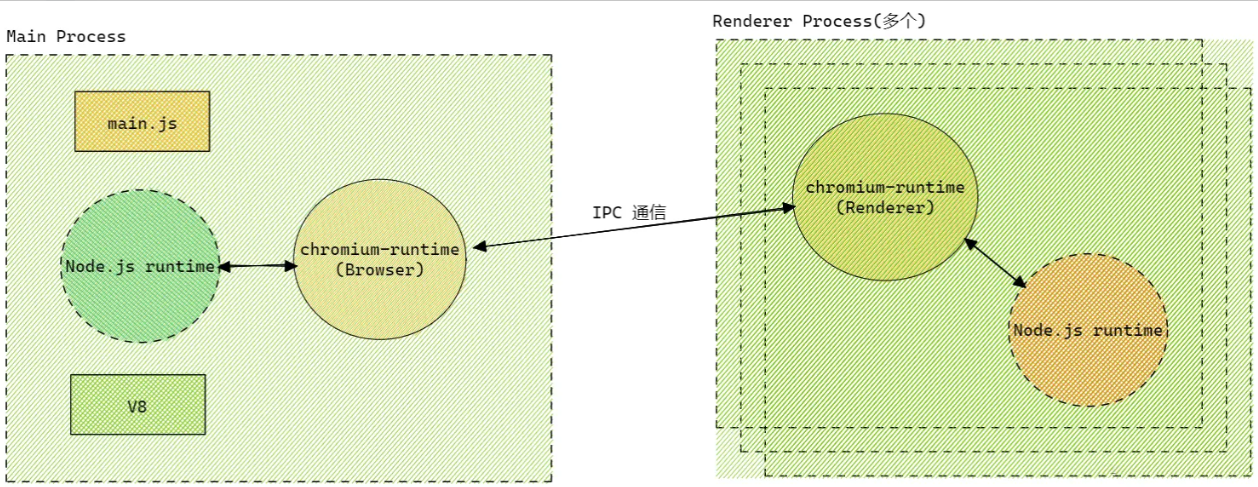 Main Process
main.js
Node.js runtime
chromium-runtime
(Browser)
V8
IPC 通信
Renderer Process(多个)
chromium-runtime
(Renderer)
Node.js runtime